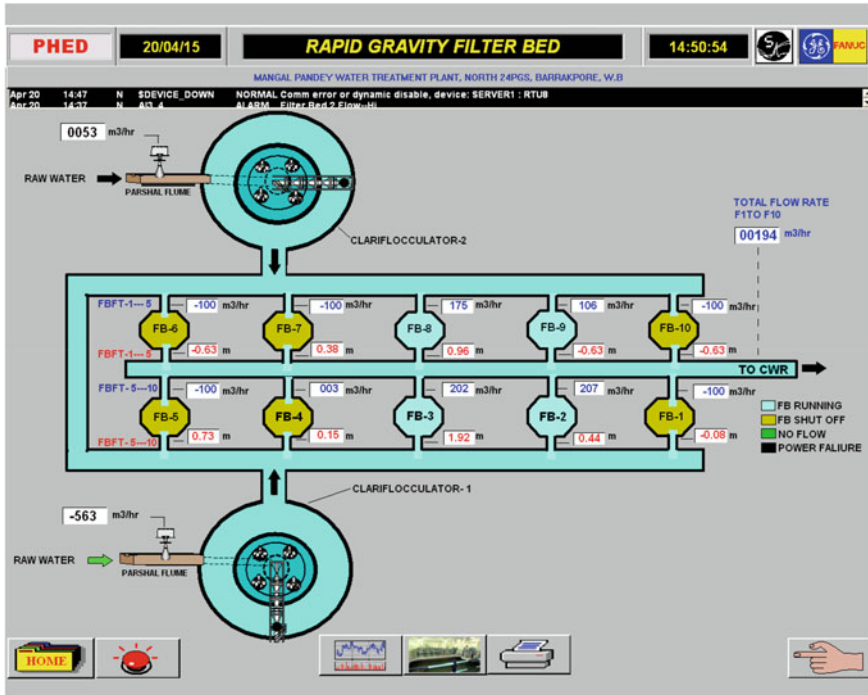 PHED 20/04/15 RAPID GRAVITY FILTER BED 14:50:54 FANUC
MANGAL PANDEY WATER TREATMENT PLANT, NORTH 24PGS, BARRAKPORE, W.B
Apr 20 14:47 N $DEVICE_DOWN NORMAL Comm error or dynamic disable, device: SERVER1 : RTU8
Apr 20 14:37 N AI3_4 ALARM Filter Bed 2 Flow--Hi
0053 m3/hr
RAW WATER
PARSHAL FLUME
CLARIFLOCCULATOR-2
TOTAL FLOW RATE
F1TO F10
00194 m3/hr
FBFT-1--- 5 -100 m3/hr -100 m3/hr 175 m3/hr 106 m3/hr -100 m3/hr
FB-6 FB-7 FB-8 FB-9 FB-10
FBFT-1--- 5 -0.63 m 0.38 m 0.96 m -0.63 m -0.63 m
TO CWR
FBFT- 5---10 -100 m3/hr 003 m3/hr 202 m3/hr 207 m3/hr -100 m3/hr
FB-5 FB-4 FB-3 FB-2 FB-1
FBFT- 5---10 0.73 m 0.15 m 1.92 m 0.44 m -0.08 m
FB RUNNING
FB SHUT OFF
NO FLOW
POWER FALIURE
CLARIFLOCCULATOR- 1
-563 m3/hr
RAW WATER
PARSHAL FLUME
HOME